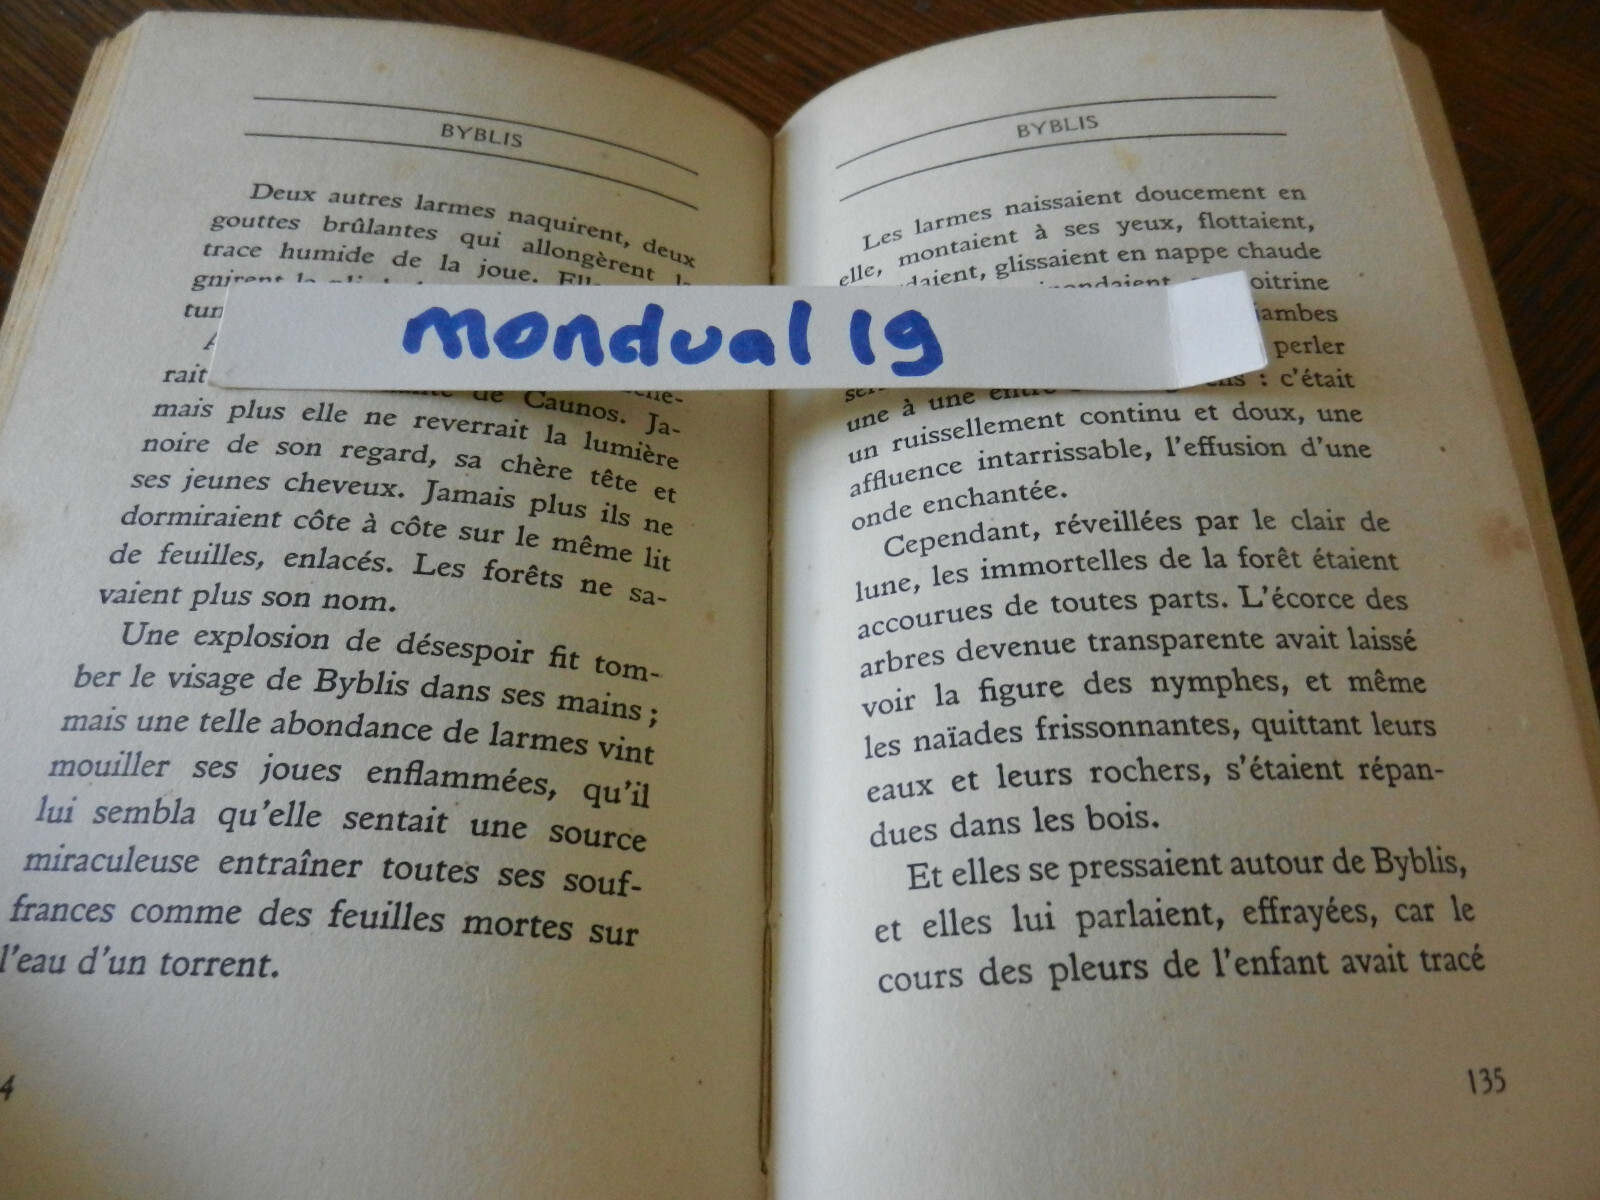 BYBLIS
Deux autres larmes naquirent, deux
gouttes brûlantes qui allongèrent
trace humide de la joue.
tur
rait
de Caunos. Ja-
mais plus elle ne reverrait la lumière
noire de son regard, sa chère tête et
ses jeunes cheveux. Jamais plus ils ne
dormiraient côte à côte sur le même lit
de feuilles, enlacés. Les forêts ne sa-
vaient plus son nom.
Une explosion de désespoir fit tom-
ber le visage de Byblis dans ses mains ;
mais une telle abondance de larmes vint
mouiller ses joues enflammées, qu'il
lui sembla qu'elle sentait une source
miraculeuse entraîner toutes ses souf-
frances comme des feuilles mortes sur
l'eau d'un torrent.
4
mondual 19
BYBLIS
Les larmes naissaient doucement en
elle, montaient à ses yeux, flottaient,
daient, glissaient en nappe chaude
inondaient oitrine
jambes
perler
une à une : c'était
un ruissellement continu et doux, une
affluence intarrissable, l'effusion d'une
onde enchantée.
Cependant, réveillées par le clair de
lune, les immortelles de la forêt étaient
accourues de toutes parts. L'écorce des
arbres devenue transparente avait laissé
voir la figure des nymphes, et même
les naïades frissonnantes, quittant leurs
eaux et leurs rochers, s'étaient répan-
dues dans les bois.
Et elles se pressaient autour de Byblis,
et elles lui parlaient, effrayées, car le
cours des pleurs de l'enfant avait tracé
135